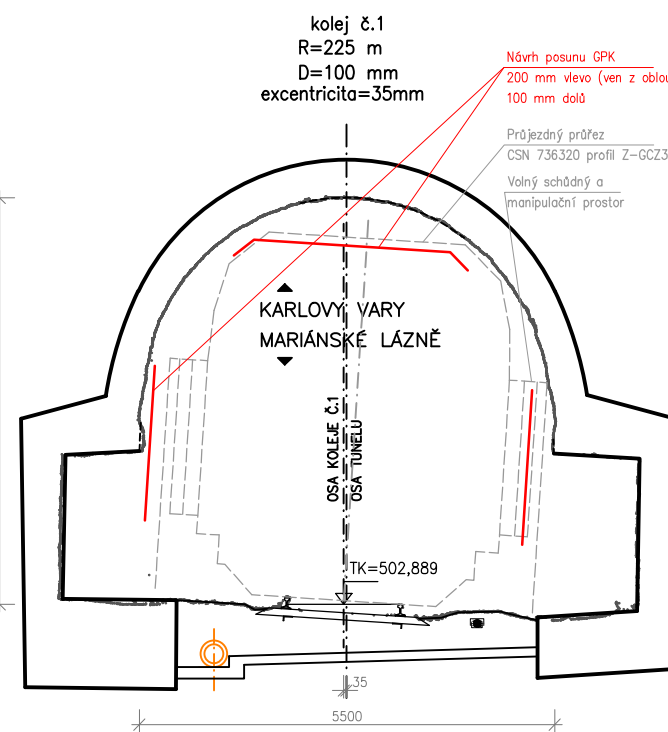 kolej č.1
R=225 m
D=100 mm
excentricita=35mm
Návrh posunu GPK
200 mm vlevo (ven z oblou
100 mm dolů
Průjezdný průřez
CSN 736320 profil Z-GCZ3
Volný schůdný a
manipulační prostor
KARLOVY VARY
MARIÁNSKÉ LÁZNĚ
OSA KOLEJE Č.1
OSA TUNELU
TK=502,889
35
5500